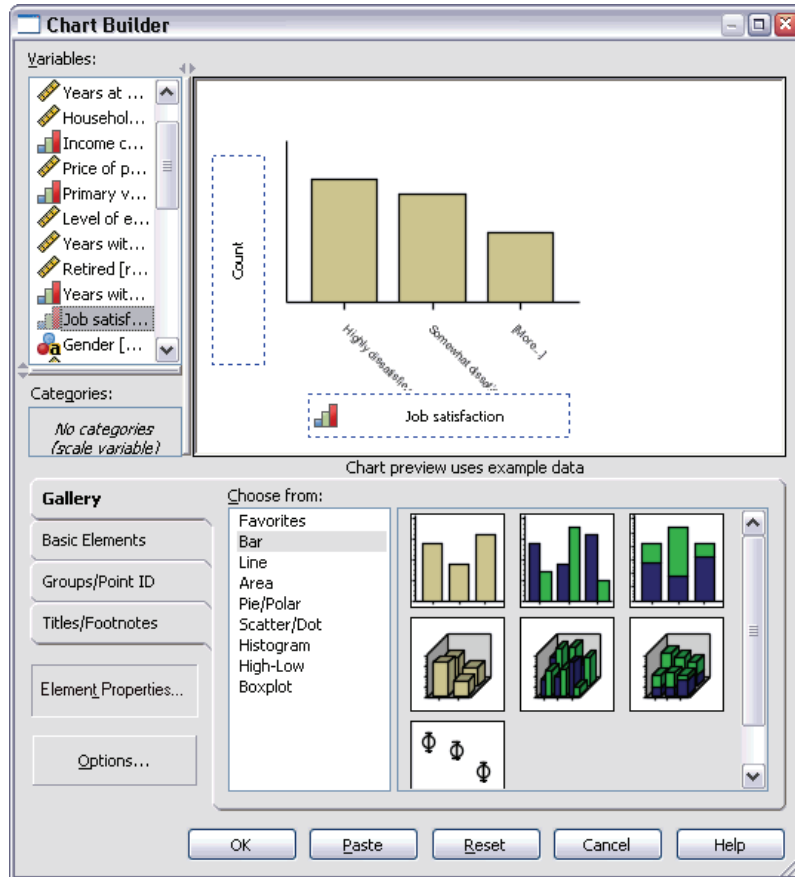 Chart Builder
Variables:
Years at ...
Househol...
Income c...
Price of p...
Primary v...
Level of e...
Years wit...
Retired [r...
Years wit...
Job satisf...
Gender [...
Categories:
No categories
(scale variable)
Count
Highly dissatisfie
Somewhat dissati
[More...]
Job satisfaction
Chart preview uses example data
Gallery
Basic Elements
Groups/Point ID
Titles/Footnotes
Element Properties...
Options...
Choose from:
Favorites
Bar
Line
Area
Pie/Polar
Scatter/Dot
Histogram
High-Low
Boxplot
OK
Paste
Reset
Cancel
Help